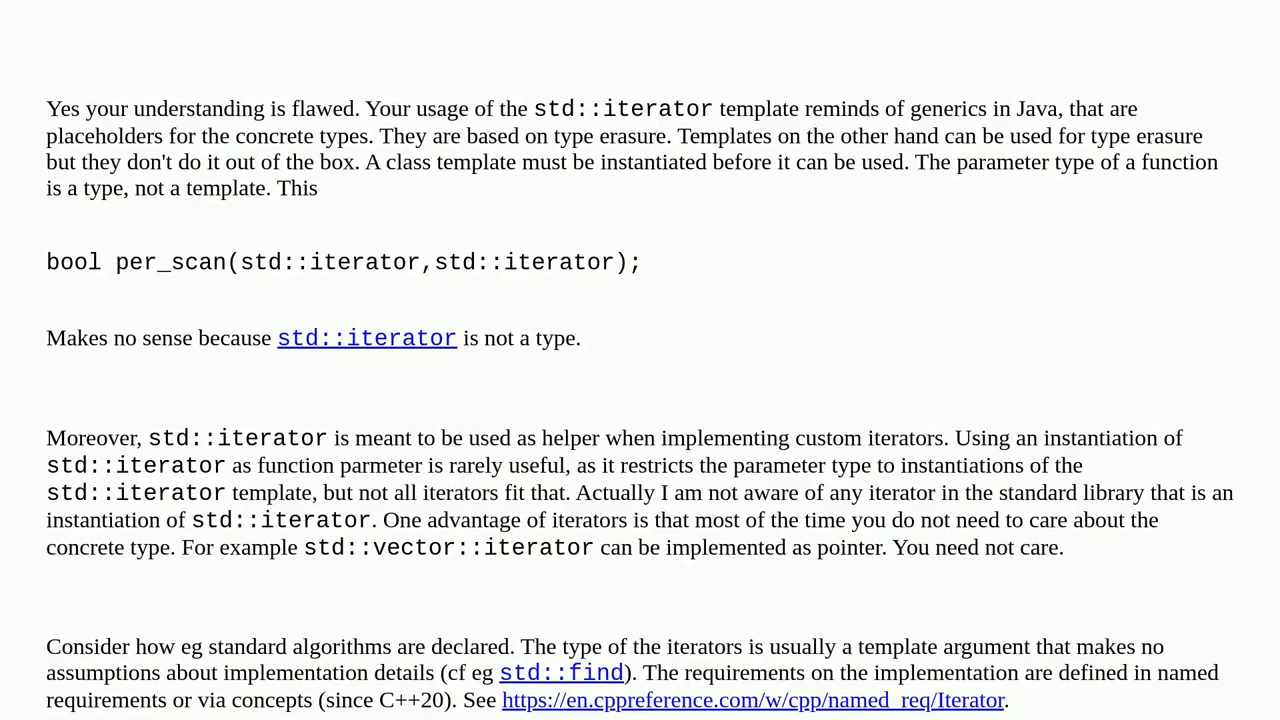 Yes your understanding is flawed. Your usage of the std::iterator template reminds of generics in Java, that are
placeholders for the concrete types. They are based on type erasure. Templates on the other hand can be used for type erasure
but they don't do it out of the box. A class template must be instantiated before it can be used. The parameter type of a function
is a type, not a template. This
bool per_scan(std::iterator,std::iterator);
Makes no sense because std::iterator is not a type.
Moreover, std::iterator is meant to be used as helper when implementing custom iterators. Using an instantiation of
std::iterator as function parmeter is rarely useful, as it restricts the parameter type to instantiations of the
std::iterator template, but not all iterators fit that. Actually I am not aware of any iterator in the standard library that is an
instantiation of std::iterator. One advantage of iterators is that most of the time you do not need to care about the
concrete type. For example std::vector::iterator can be implemented as pointer. You need not care.
Consider how eg standard algorithms are declared. The type of the iterators is usually a template argument that makes no
assumptions about implementation details (cf eg std::find). The requirements on the implementation are defined in named
requirements or via concepts (since C++20). See https://en.cppreference.com/w/cpp/named_req/Iterator.